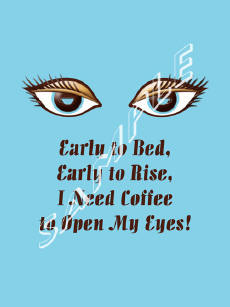 Early to Bed,
Early to Rise,
I Need Coffee
to Open My Eyes!
SAMPLE